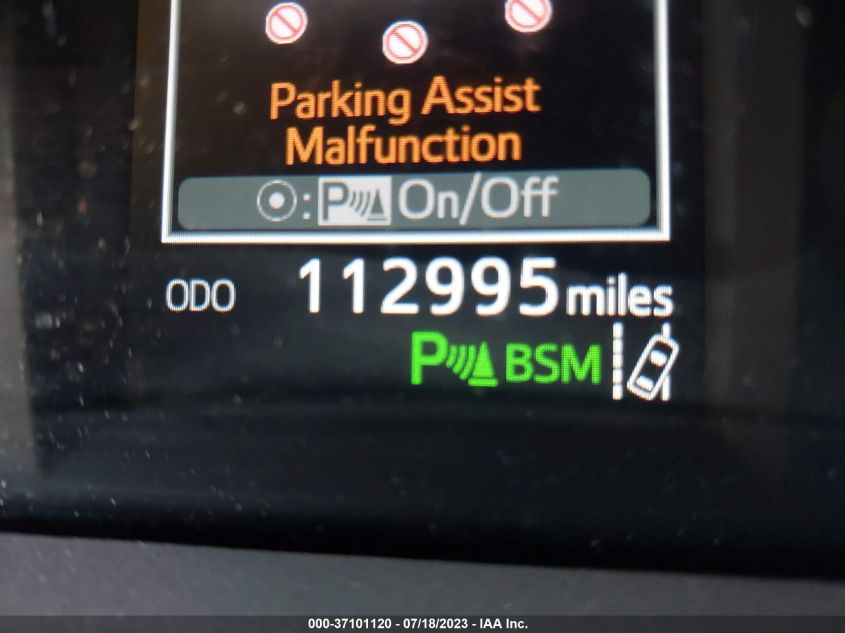 Parking Assist
Malfunction
: P On/Off
ODO 112995 miles
P BSM
000-37101120 - 07/18/2023 - IAA Inc.